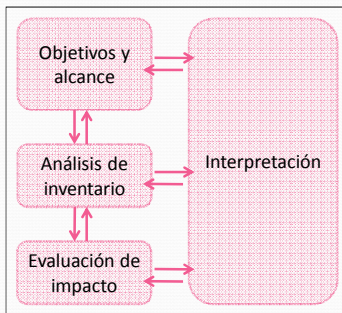 Objetivos y
alcance
Análisis de
inventario
Interpretación
Evaluación de
impacto